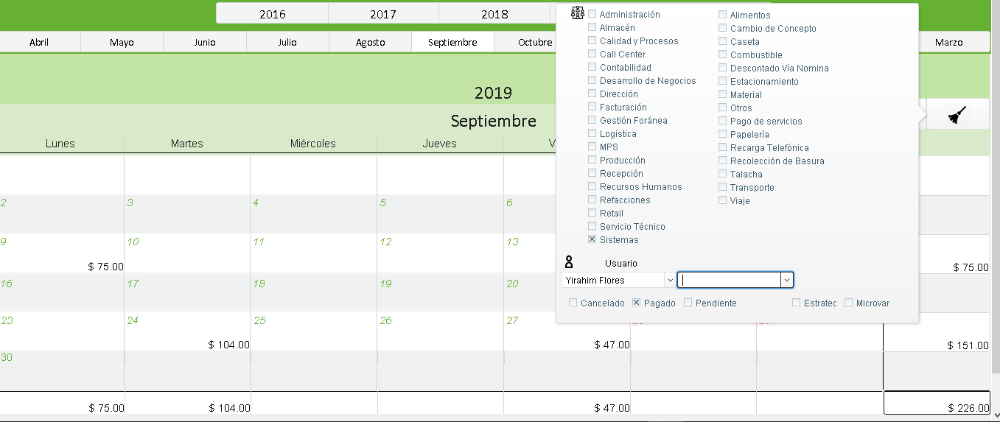 2016 2017 2018
Abril Mayo Junio Julio Agosto Septiembre Octubre Marzo
2019
Septiembre
Lunes Martes Miércoles Jueves V
2 3 4 5 6
9 10 11 12 13
$ 75.00 $ 75.00
16 17 18 19 20
23 24 25 26 27
$ 104.00 $ 47.00 $ 151.00
30
$ 75.00 $ 104.00 $ 47.00 $ 226.00
Administración
Almacén
Calidad y Procesos
Call Center
Contabilidad
Desarrollo de Negocios
Dirección
Facturación
Gestión Foránea
Logística
MPS
Producción
Recepción
Recursos Humanos
Refacciones
Retail
Servicio Técnico
Sistemas
Alimentos
Cambio de Concepto
Caseta
Combustible
Descontado Vía Nomina
Estacionamiento
Material
Otros
Pago de servicios
Papelería
Recarga Telefónica
Recolección de Basura
Talacha
Transporte
Viaje
Usuario
Yirahim Flores
Cancelado Pagado Pendiente Estratec Microvar